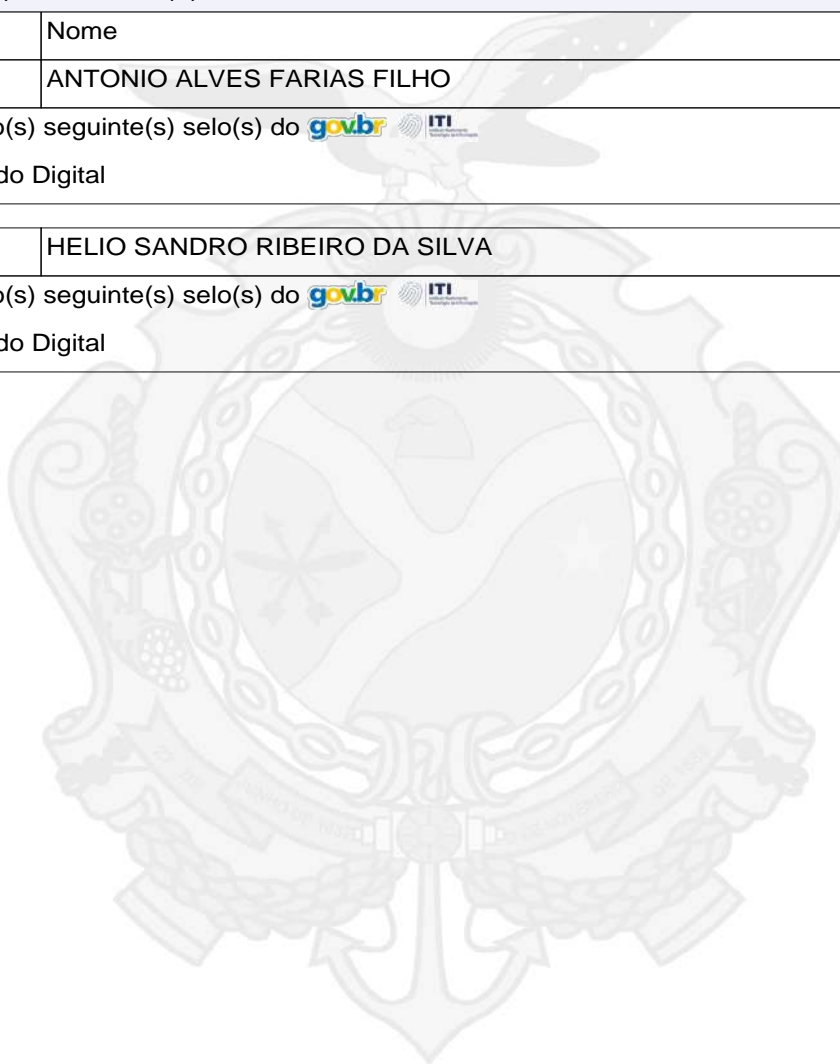 Nome
ANTONIO ALVES FARIAS FILHO
o(s) seguinte(s) selo(s) do gov.br ITI
do Digital
HELIO SANDRO RIBEIRO DA SILVA
o(s) seguinte(s) selo(s) do gov.br ITI
do Digital